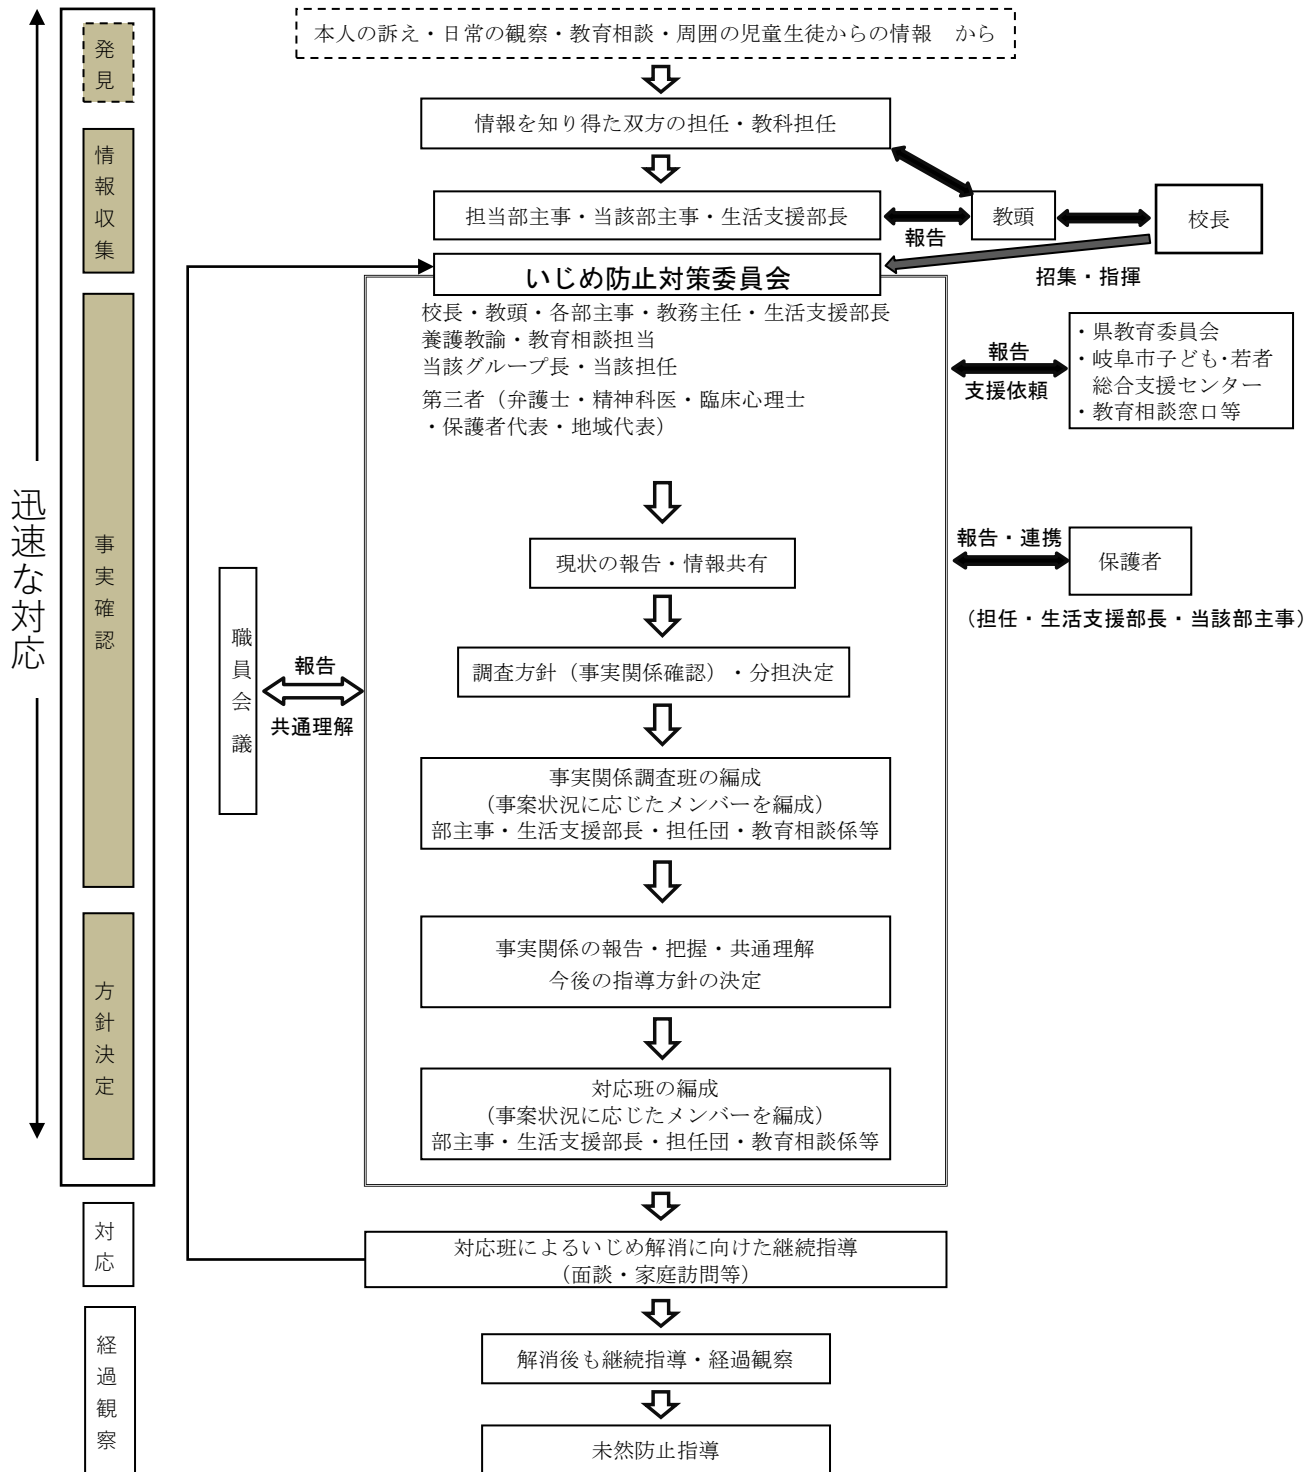 本人の訴え・日常の観察・教育相談・周囲の児童生徒からの情報　から
発見
情報を知り得た双方の担任・教科担任
情報収集
担当部主事・当該部主事・生活支援部長
報告
教頭
校長
招集・指揮
いじめ防止対策委員会
校長・教頭・各部主事・教務主任・生活支援部長
養護教諭・教育相談担当
当該グループ長・当該担任
第三者（弁護士・精神科医・臨床心理士
・保護者代表・地域代表）
報告
支援依頼
・県教育委員会
・岐阜市子ども・若者
総合支援センター
・教育相談窓口等
迅速な対応
事実確認
現状の報告・情報共有
報告・連携
保護者
（担任・生活支援部長・当該部主事）
職員会議
報告
共通理解
調査方針（事実関係確認）・分担決定
事実関係調査班の編成
（事案状況に応じたメンバーを編成）
部主事・生活支援部長・担任団・教育相談係等
方針決定
事実関係の報告・把握・共通理解
今後の指導方針の決定
対応班の編成
（事案状況に応じたメンバーを編成）
部主事・生活支援部長・担任団・教育相談係等
対応
対応班によるいじめ解消に向けた継続指導
（面談・家庭訪問等）
経過観察
解消後も継続指導・経過観察
未然防止指導